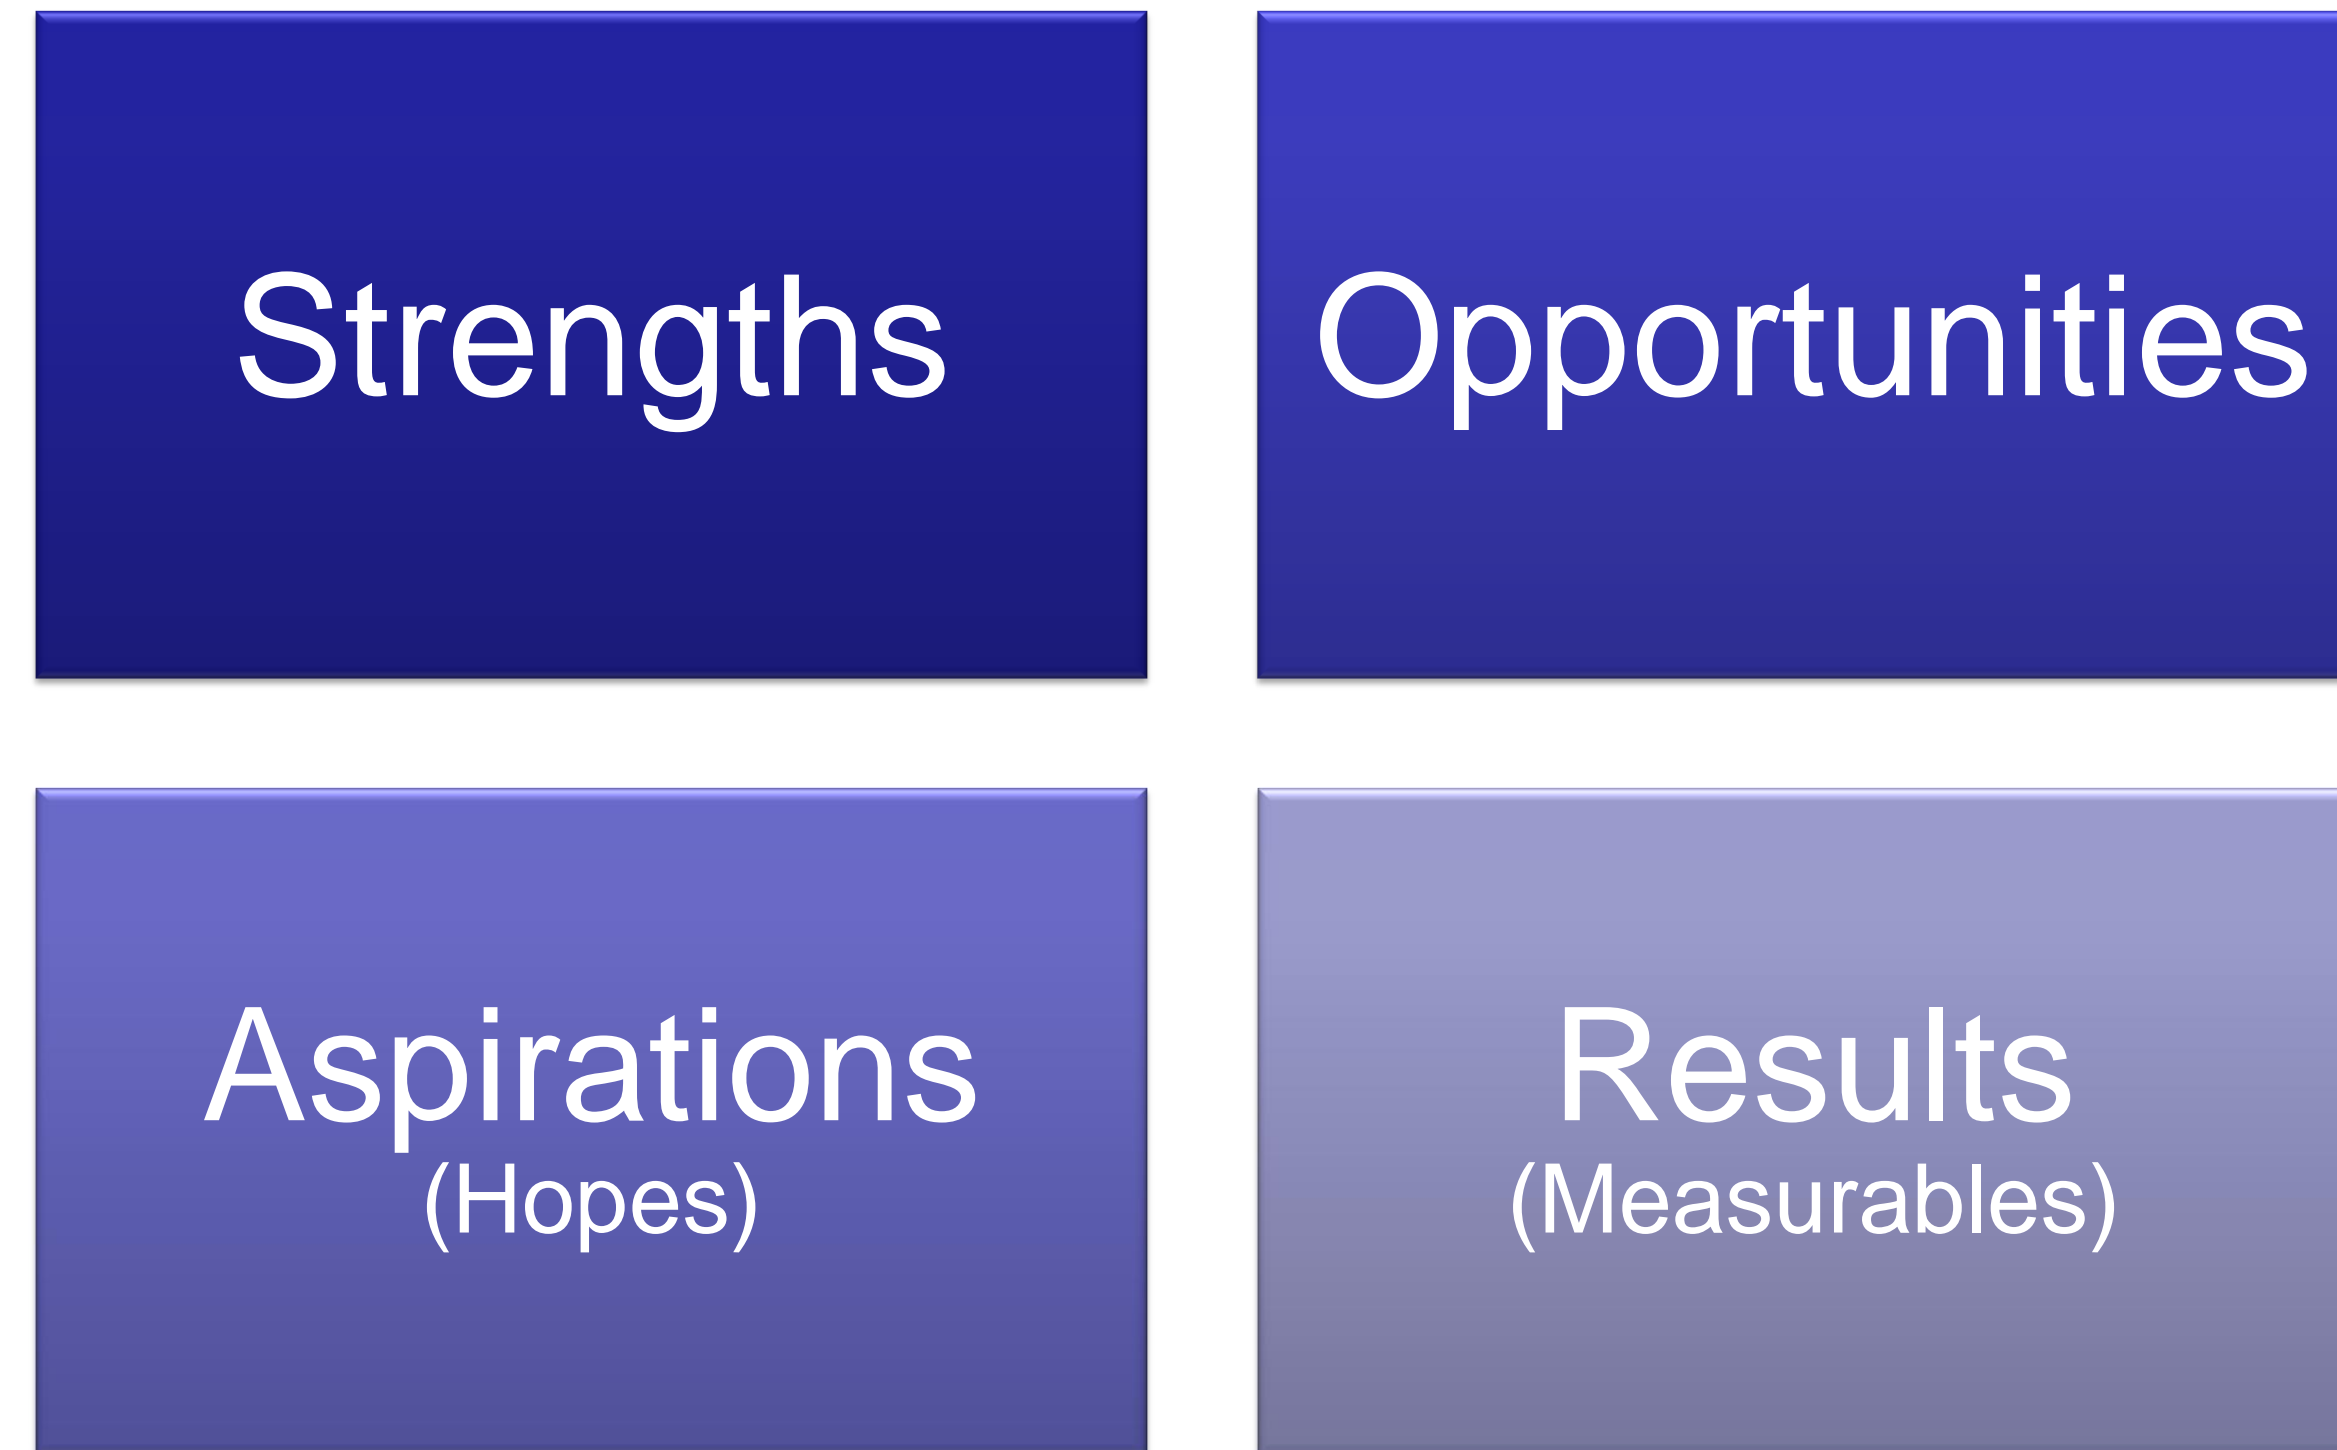 Strengths
Opportunities
Aspirations
(Hopes)
Results
(Measurables)